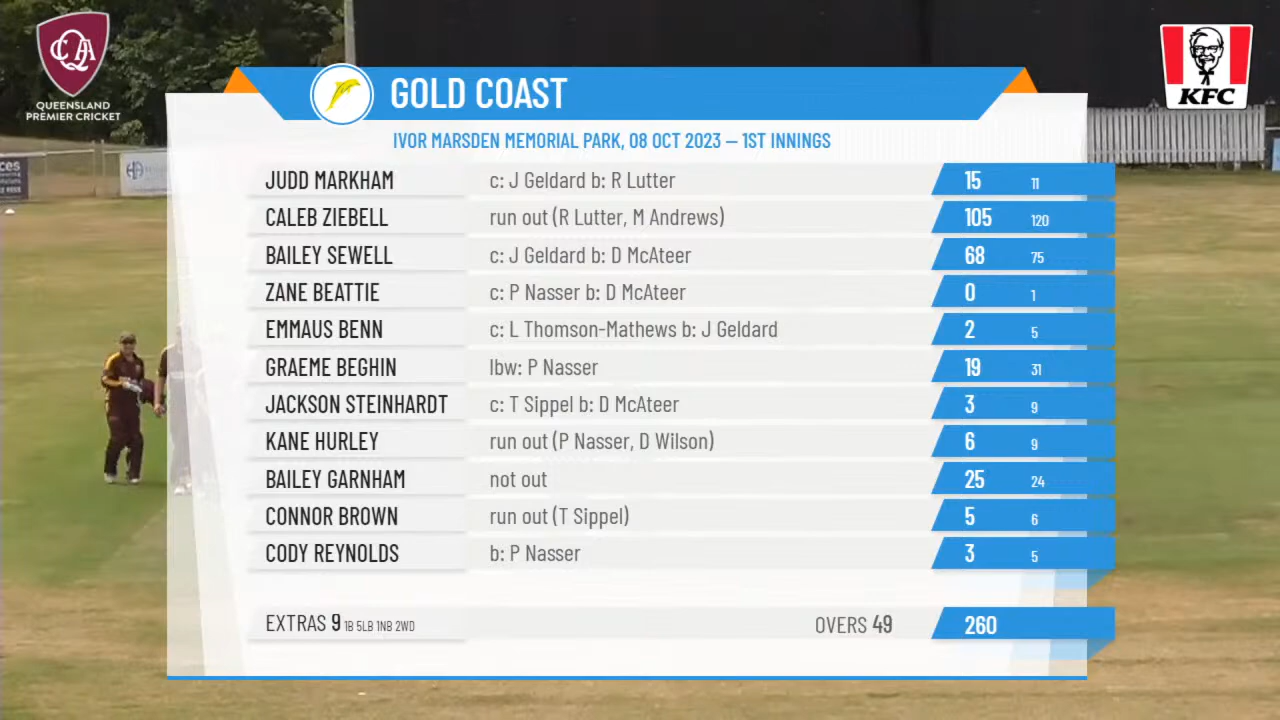 QUEENSLAND
PREMIER CRICKET
KFC
GOLD COAST
IVOR MARSDEN MEMORIAL PARK, 08 OCT 2023 – 1ST INNINGS
JUDD MARKHAM c: J Geldard b: R Lutter 15 11
CALEB ZIEBELL run out (R Lutter, M Andrews) 105 120
BAILEY SEWELL c: J Geldard b: D McAteer 68 75
ZANE BEATTIE c: P Nasser b: D McAteer 0 1
EMMAUS BENN c: L Thomson-Mathews b: J Geldard 2 5
GRAEME BEGHIN lbw: P Nasser 19 31
JACKSON STEINHARDT c: T Sippel b: D McAteer 3 9
KANE HURLEY run out (P Nasser, D Wilson) 6 9
BAILEY GARNHAM not out 25 24
CONNOR BROWN run out (T Sippel) 5 6
CODY REYNOLDS b: P Nasser 3 5
EXTRAS 9 1B 5LB 1NB 2WD OVERS 49 260